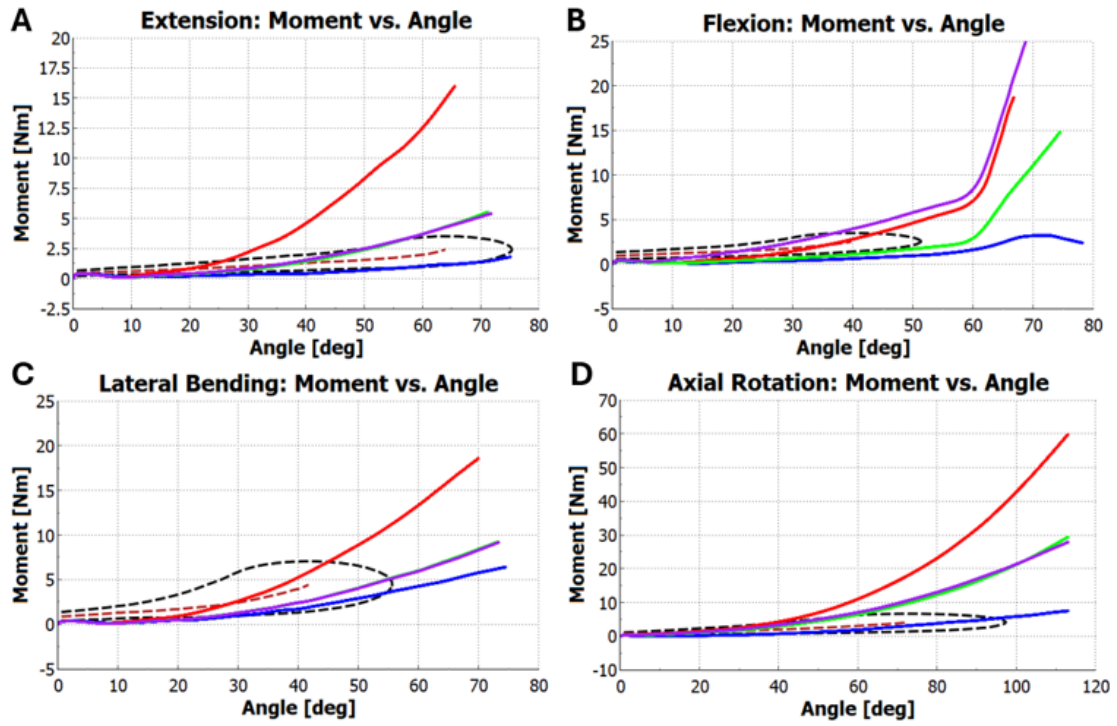 A Extension: Moment vs. Angle
20
17.5
15
12.5
10
7.5
5
2.5
0
-2.5
Moment [Nm]
0 10 20 30 40 50 60 70 80
Angle [deg]
B Flexion: Moment vs. Angle
25
20
15
10
5
0
-5
Moment [Nm]
0 10 20 30 40 50 60 70 80
Angle [deg]
C Lateral Bending: Moment vs. Angle
25
20
15
10
5
0
-5
Moment [Nm]
0 10 20 30 40 50 60 70 80
Angle [deg]
D Axial Rotation: Moment vs. Angle
70
60
50
40
30
20
10
0
-10
Moment [Nm]
0 20 40 60 80 100 120
Angle [deg]